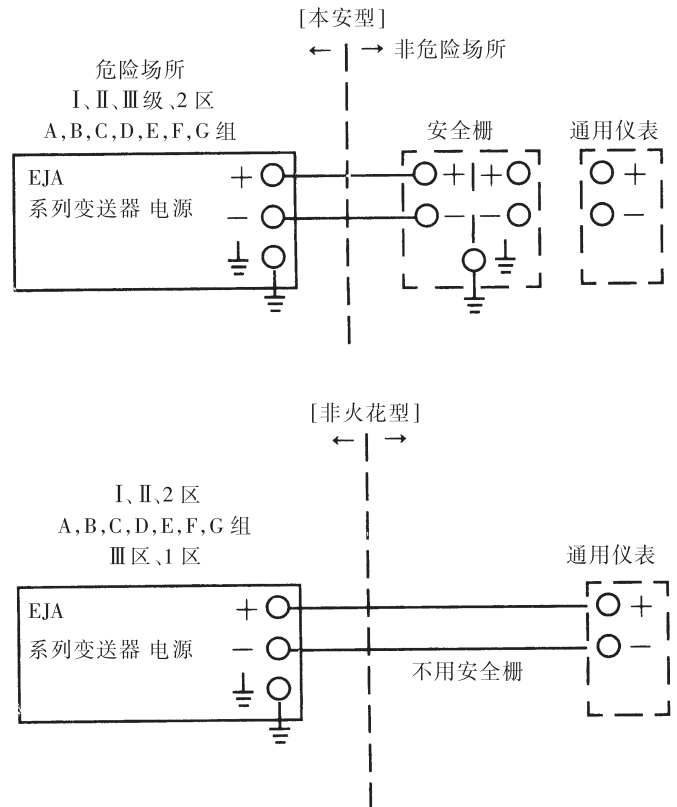 [本安型]
← → 非危险场所
危险场所
Ⅰ、Ⅱ、Ⅲ级、2区
A,B,C,D,E,F,G组
安全栅
通用仪表
EJA
系列变送器 电源
+
−
+|+
−|−
+
−
[非火花型]
← →
Ⅰ、Ⅱ、2区
A,B,C,D,E,F,G组
Ⅲ区、1区
通用仪表
EJA
系列变送器 电源
+
−
不用安全栅
+
−